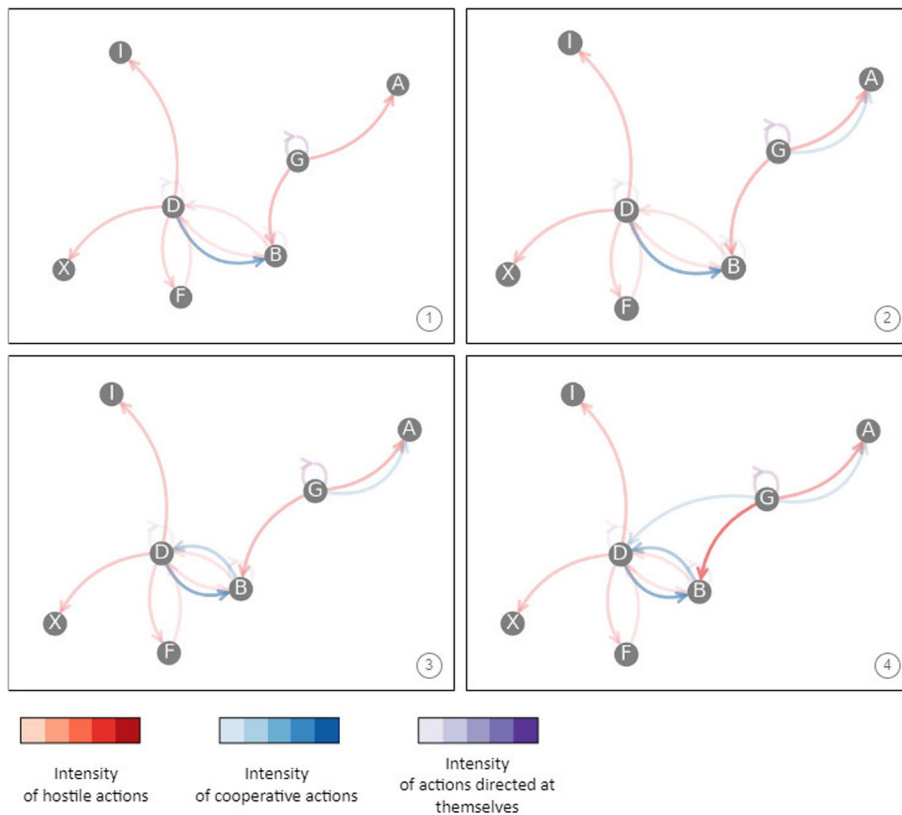 I
A
G
D
B
X
F
1
I
A
G
D
B
X
F
2
I
A
G
D
B
X
F
3
I
A
G
D
B
X
F
4
Intensity
of hostile actions
Intensity
of cooperative actions
Intensity
of actions directed at
themselves